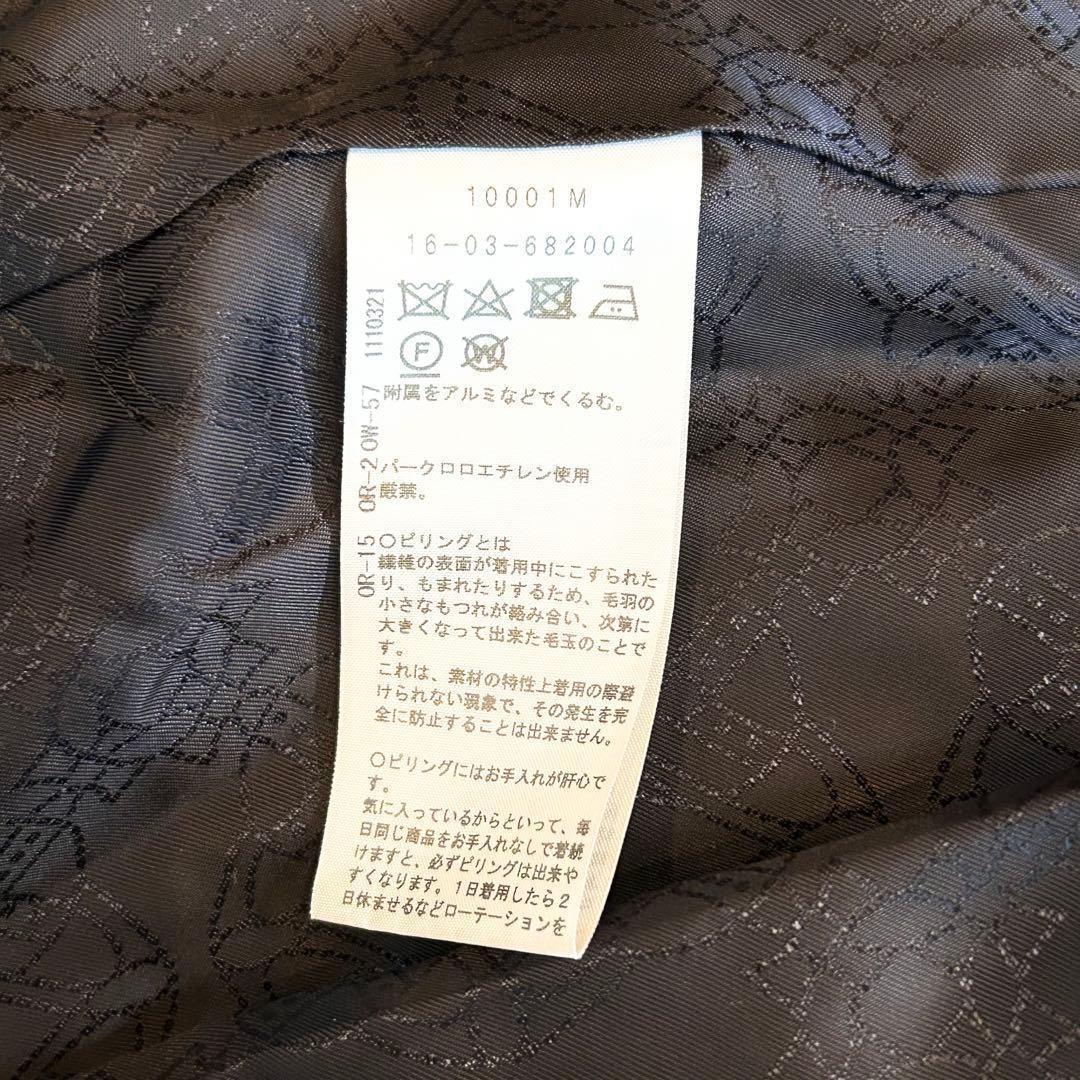 10001M
16-03-682004
F
W
附属をアルミなどでくるむ。
パークロロエチレン使用
厳禁。
〇ピリングとは
繊維の表面が着用中にこすられた
り、もまれたりするため、毛羽の
小さなもつれが絡み合い、次第に
大きくなって出来た毛玉のことで
す。
これは、素材の特性上着用の際避
けられない現象で、その発生を完
全に防止することは出来ません。
〇ピリングにはお手入れが肝心で
す。
気に入っているからといって、毎
日同じ商品をお手入れなしで着続
けますと、必ずピリングは出来や
すくなります。1日着用したら2
日休ませるなどローテーションを
OR-15 OR-2 OW-57 1110321